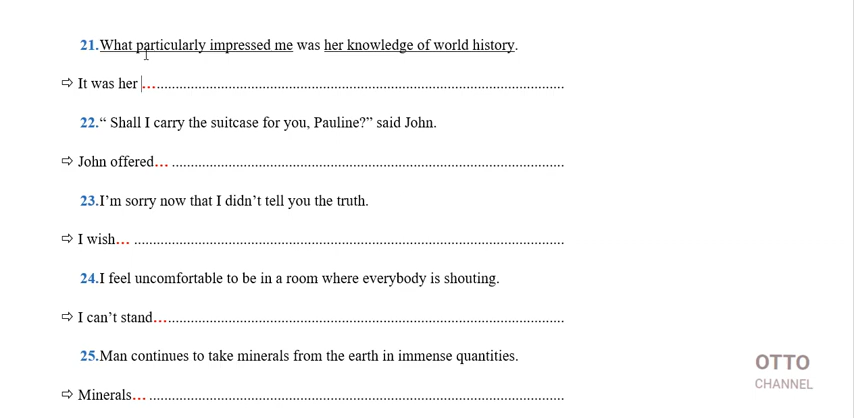 21.What particularly impressed me was her knowledge of world history.
⇨ It was her …......................................................................................................
22.“ Shall I carry the suitcase for you, Pauline?” said John.
⇨ John offered… ...................................................................................................
23.I’m sorry now that I didn’t tell you the truth.
⇨ I wish… .............................................................................................................
24.I feel uncomfortable to be in a room where everybody is shouting.
⇨ I can’t stand…....................................................................................................
25.Man continues to take minerals from the earth in immense quantities.
⇨ Minerals… .........................................................................................................
OTTO
CHANNEL